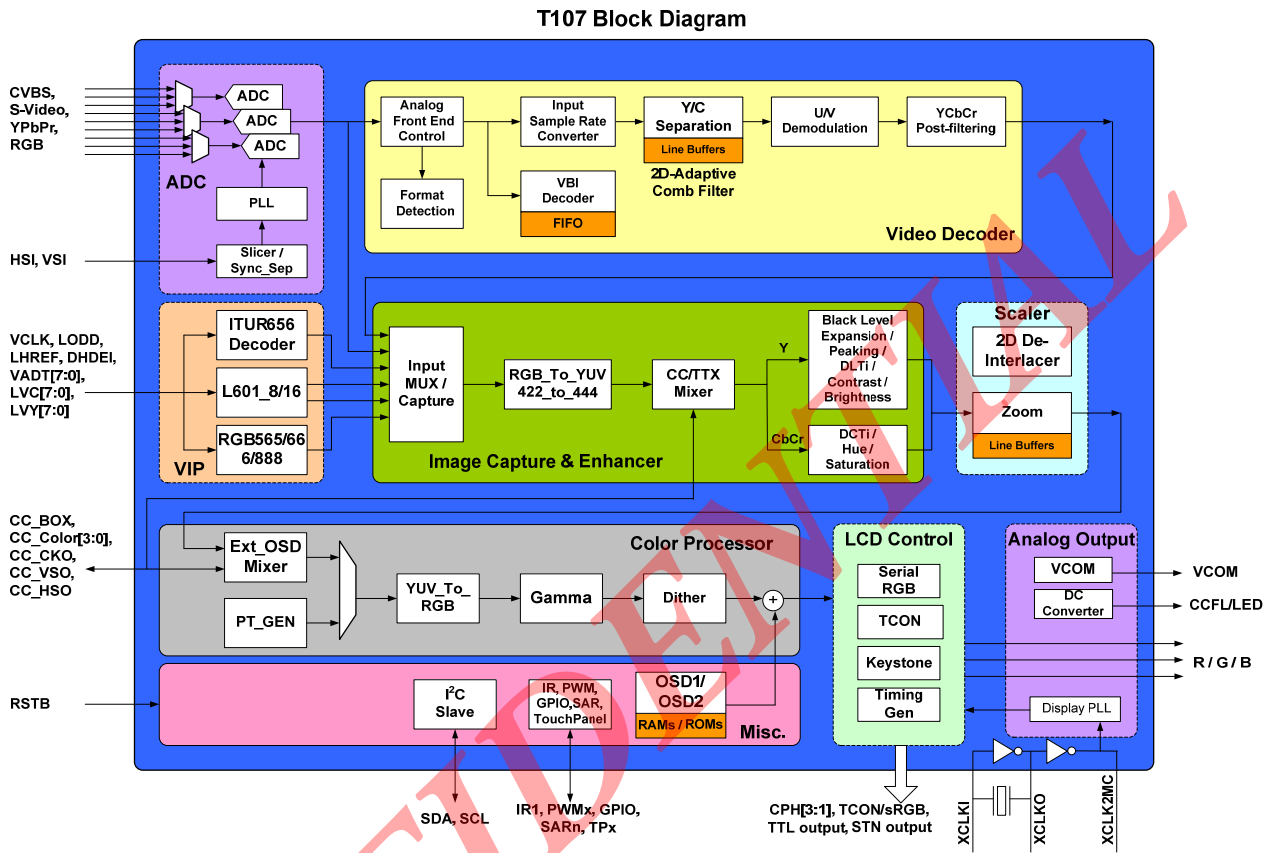 T107 Block Diagram
CVBS,
S-Video,
YPbPr,
RGB
ADC
ADC
ADC
ADC
PLL
Slicer /
Sync_Sep
HSI, VSI
Analog
Front End
Control
Format
Detection
Input
Sample Rate
Converter
VBI
Decoder
FIFO
Y/C
Separation
Line Buffers
2D-Adaptive
Comb Filter
U/V
Demodulation
YCbCr
Post-filtering
Video Decoder
VCLK, LODD,
LHREF, DHDEI,
VADT[7:0],
LVC[7:0],
LVY[7:0]
ITUR656
Decoder
L601_8/16
RGB565/66
6/888
VIP
Input
MUX /
Capture
RGB_To_YUV
422_to_444
CC/TTX
Mixer
Y
CbCr
Black Level
Expansion /
Peaking /
DLTi /
Contrast /
Brightness
DCTi /
Hue /
Saturation
Image Capture & Enhancer
Scaler
2D De-
Interlacer
Zoom
Line Buffers
CC_BOX,
CC_Color[3:0],
CC_CKO,
CC_VSO,
CC_HSO
Ext_OSD
Mixer
PT_GEN
YUV_To_
RGB
Gamma
Dither
+
Color Processor
LCD Control
Serial
RGB
TCON
Keystone
Timing
Gen
Analog Output
VCOM
DC
Converter
Display PLL
VCOM
CCFL/LED
R / G / B
RSTB
I²C
Slave
IR, PWM,
GPIO,SAR,
TouchPanel
OSD1/
OSD2
RAMs / ROMs
Misc.
SDA, SCL
IR1, PWMx, GPIO,
SARn, TPx
CPH[3:1], TCON/sRGB,
TTL output, STN output
XCLKI
XCLKO
XCLK2MC
FIDENTIAL